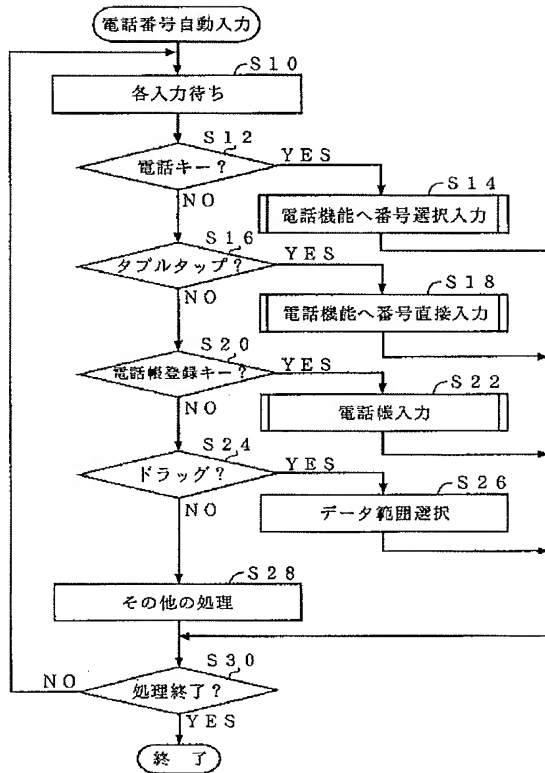 電話番号自動入力
S10
各入力待ち
S12
電話キー？
YES
NO
S14
電話機能へ番号選択入力
S16
タブルタップ？
YES
NO
S18
電話機能へ番号直接入力
S20
電話帳登録キー？
YES
NO
S22
電話帳入力
S24
ドラッグ？
YES
NO
S26
データ範囲選択
S28
その他の処理
S30
処理終了？
NO
YES
終 了